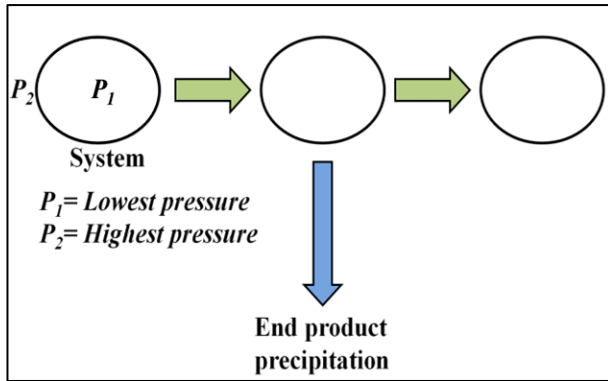 P2
P1
System
P1= Lowest pressure
P2= Highest pressure
End product
precipitation